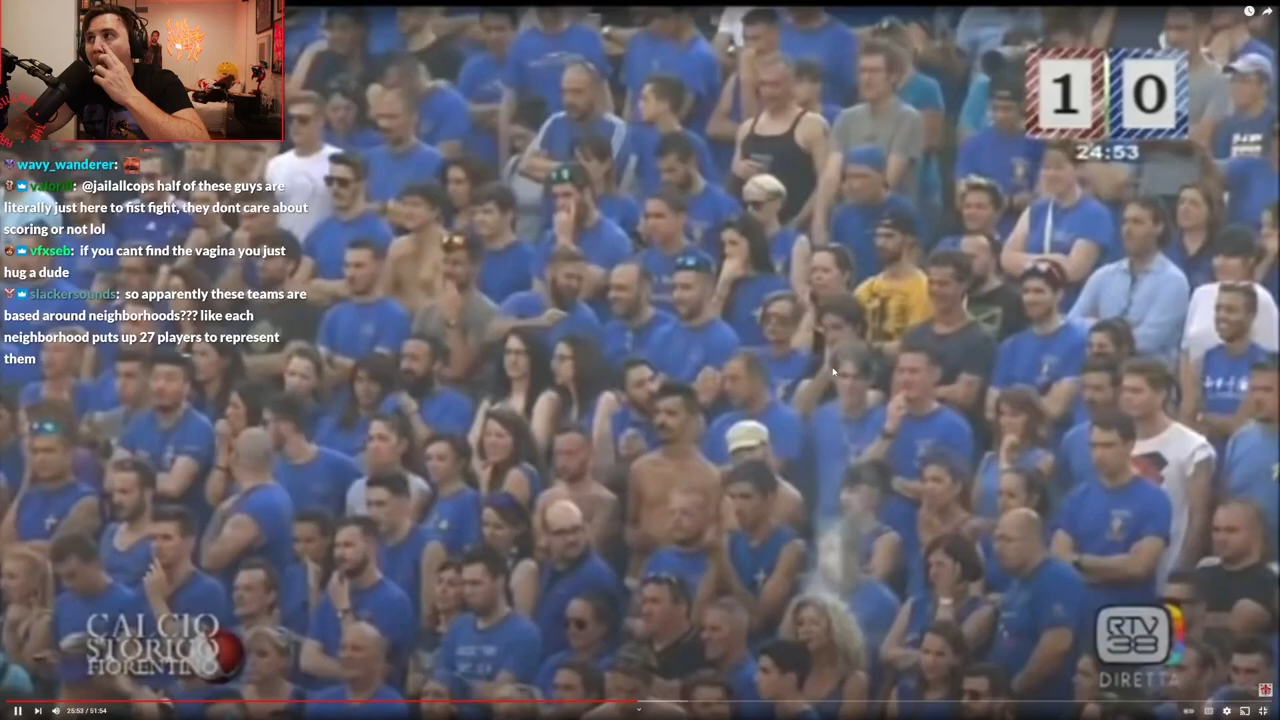 1 0
24:53
wavy_wanderer:
valorit: @jailallcops half of these guys are
literally just here to fist fight, they dont care about
scoring or not lol
vfxseb: if you cant find the vagina you just
hug a dude
slackersounds: so apparently these teams are
based around neighborhoods??? like each
neighborhood puts up 27 players to represent
them
CALCIO
STORICO
FIORENTINO
RTV
38
DIRETTA
25:53 / 51:54